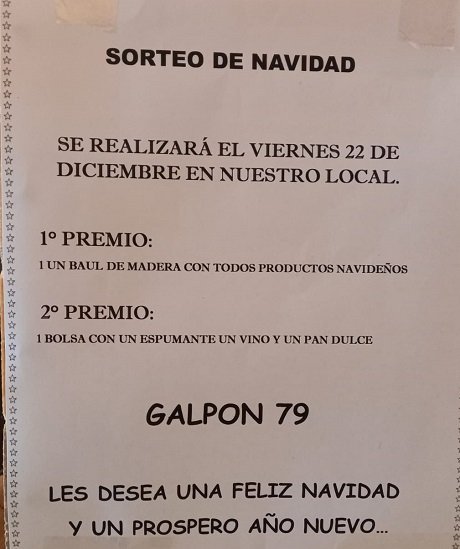 SORTEO DE NAVIDAD
SE REALIZARÁ EL VIERNES 22 DE
DICIEMBRE EN NUESTRO LOCAL.
1º PREMIO:
1 UN BAUL DE MADERA CON TODOS PRODUCTOS NAVIDEÑOS
2º PREMIO:
1 BOLSA CON UN ESPUMANTE UN VINO Y UN PAN DULCE
GALPON 79
LES DESEA UNA FELIZ NAVIDAD
Y UN PROSPERO AÑO NUEVO...